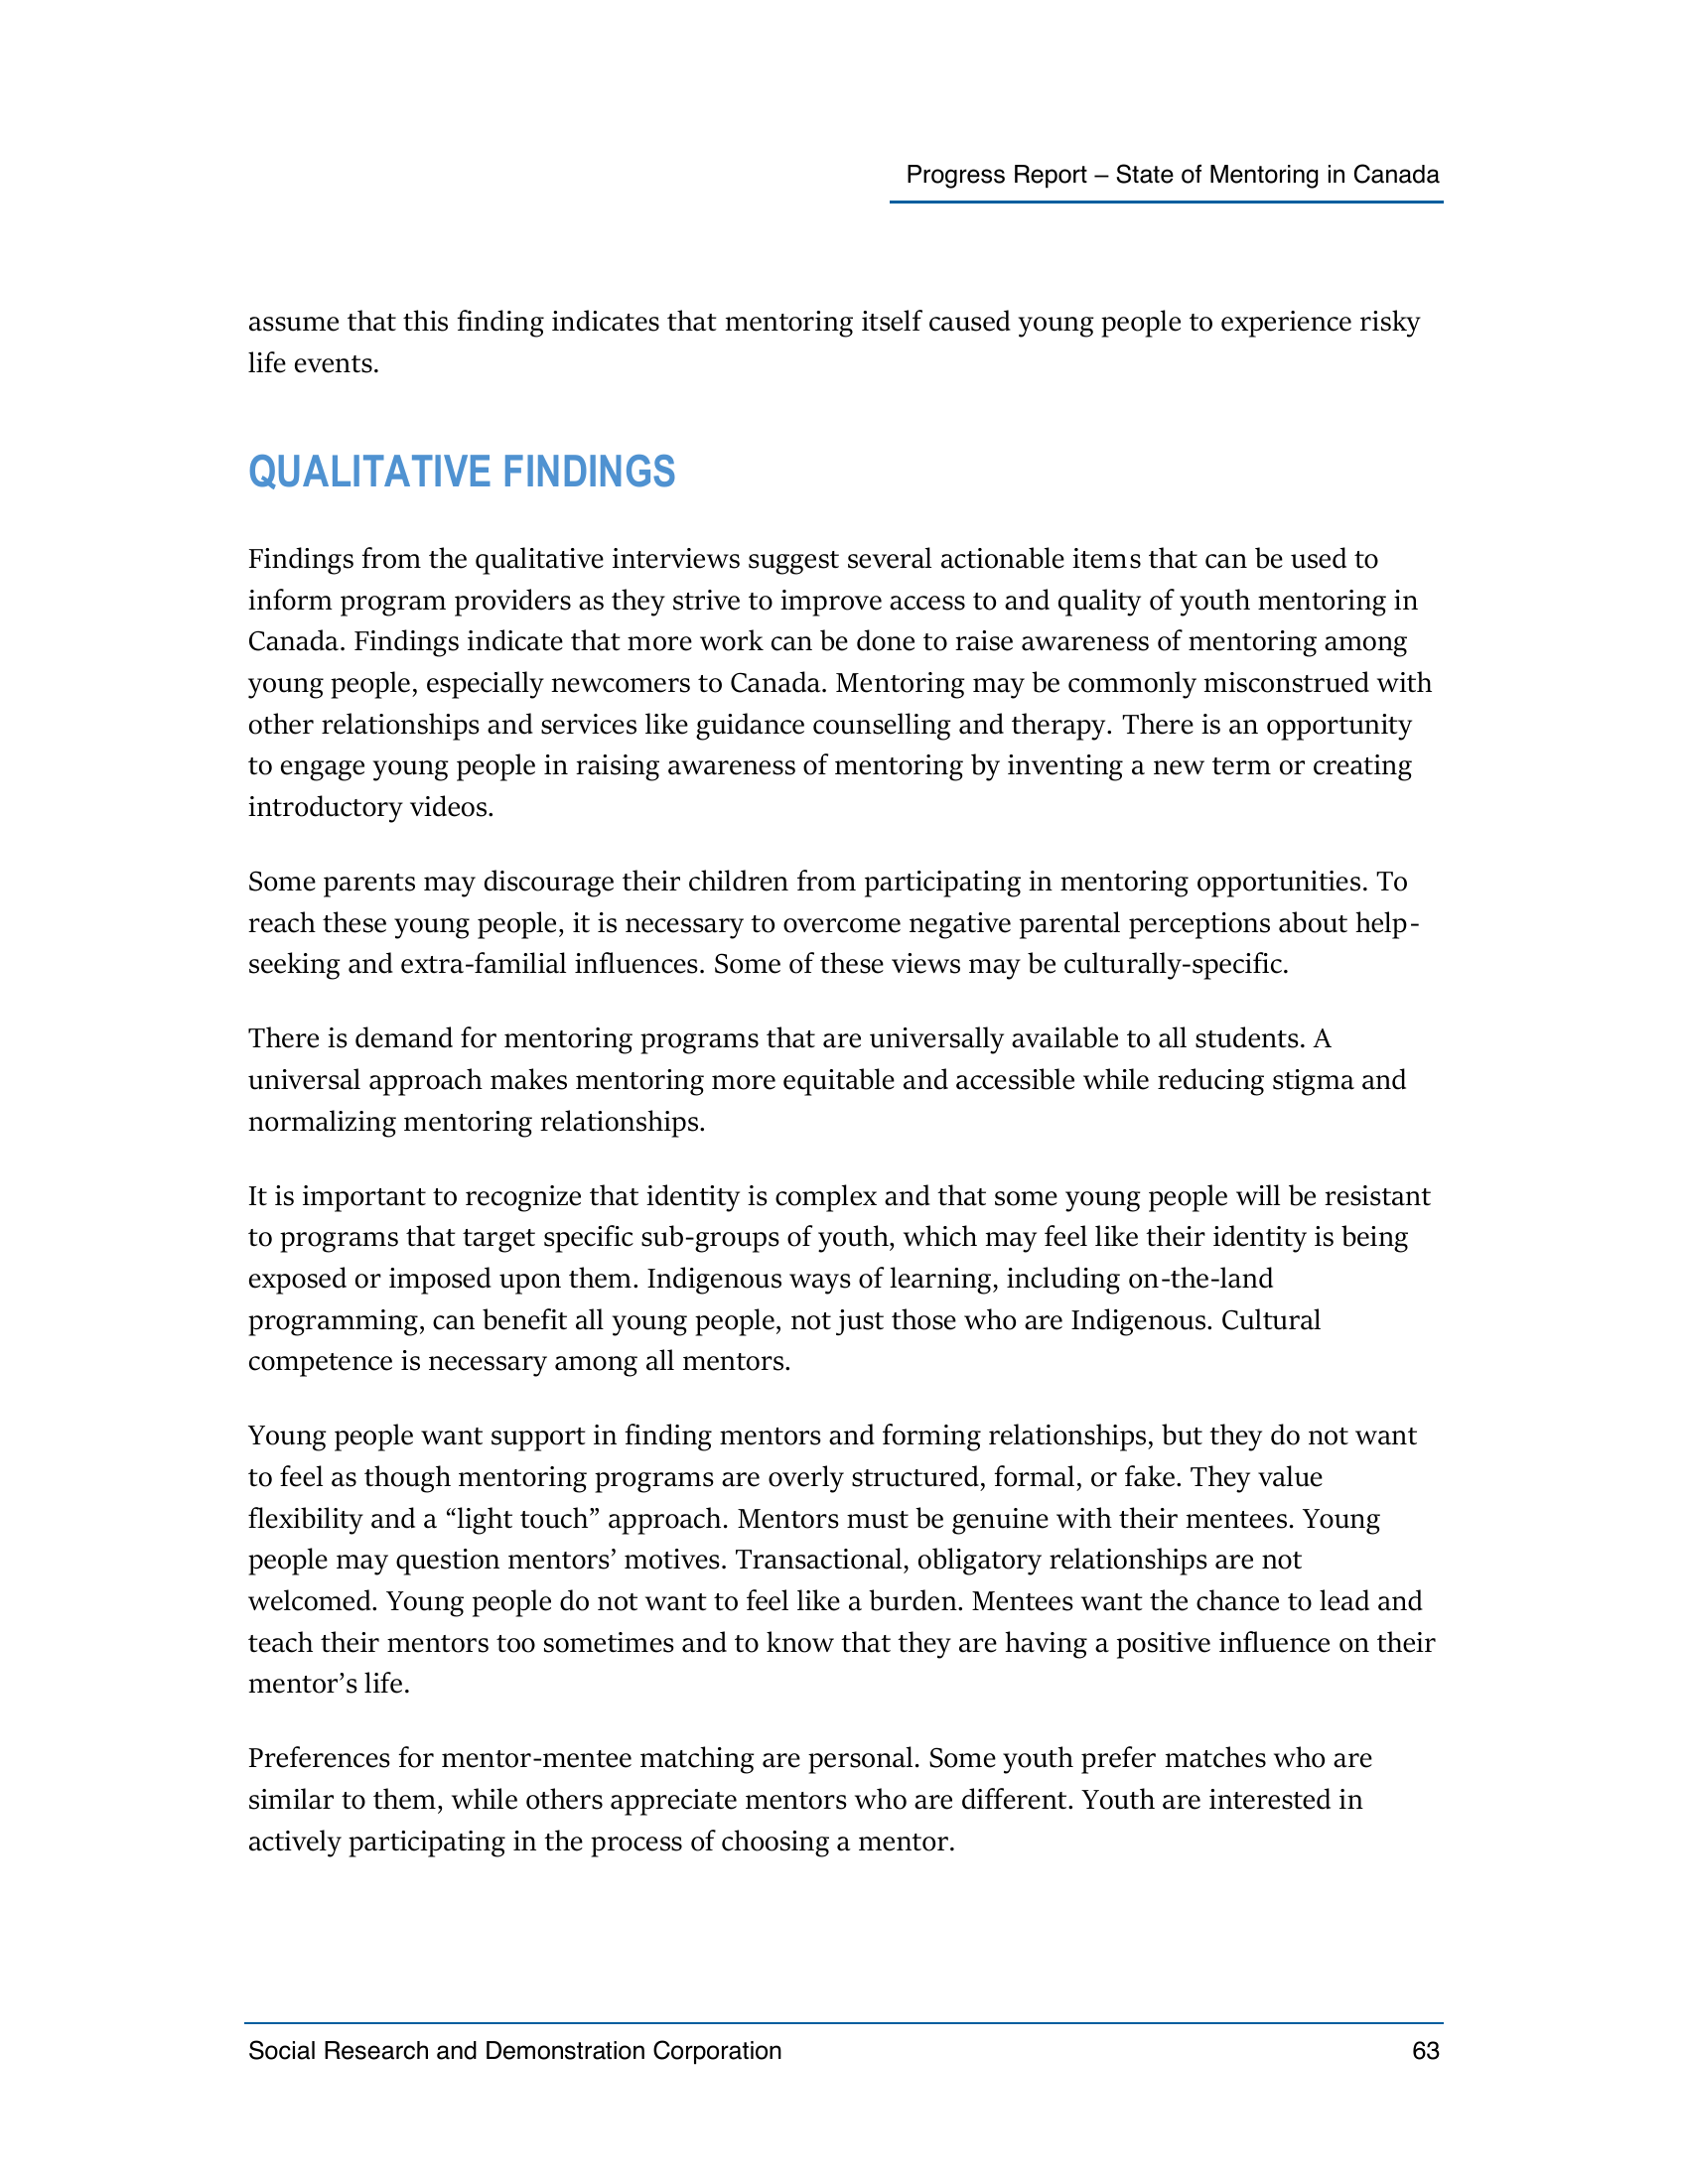 Progress Report – State of Mentoring in Canada
assume that this finding indicates that mentoring itself caused young people to experience risky
life events.
QUALITATIVE FINDINGS
Findings from the qualitative interviews suggest several actionable items that can be used to
inform program providers as they strive to improve access to and quality of youth mentoring in
Canada. Findings indicate that more work can be done to raise awareness of mentoring among
young people, especially newcomers to Canada. Mentoring may be commonly misconstrued with
other relationships and services like guidance counselling and therapy. There is an opportunity
to engage young people in raising awareness of mentoring by inventing a new term or creating
introductory videos.
Some parents may discourage their children from participating in mentoring opportunities. To
reach these young people, it is necessary to overcome negative parental perceptions about help-
seeking and extra-familial influences. Some of these views may be culturally-specific.
There is demand for mentoring programs that are universally available to all students. A
universal approach makes mentoring more equitable and accessible while reducing stigma and
normalizing mentoring relationships.
It is important to recognize that identity is complex and that some young people will be resistant
to programs that target specific sub-groups of youth, which may feel like their identity is being
exposed or imposed upon them. Indigenous ways of learning, including on-the-land
programming, can benefit all young people, not just those who are Indigenous. Cultural
competence is necessary among all mentors.
Young people want support in finding mentors and forming relationships, but they do not want
to feel as though mentoring programs are overly structured, formal, or fake. They value
flexibility and a “light touch” approach. Mentors must be genuine with their mentees. Young
people may question mentors’ motives. Transactional, obligatory relationships are not
welcomed. Young people do not want to feel like a burden. Mentees want the chance to lead and
teach their mentors too sometimes and to know that they are having a positive influence on their
mentor’s life.
Preferences for mentor-mentee matching are personal. Some youth prefer matches who are
similar to them, while others appreciate mentors who are different. Youth are interested in
actively participating in the process of choosing a mentor.
Social Research and Demonstration Corporation 63